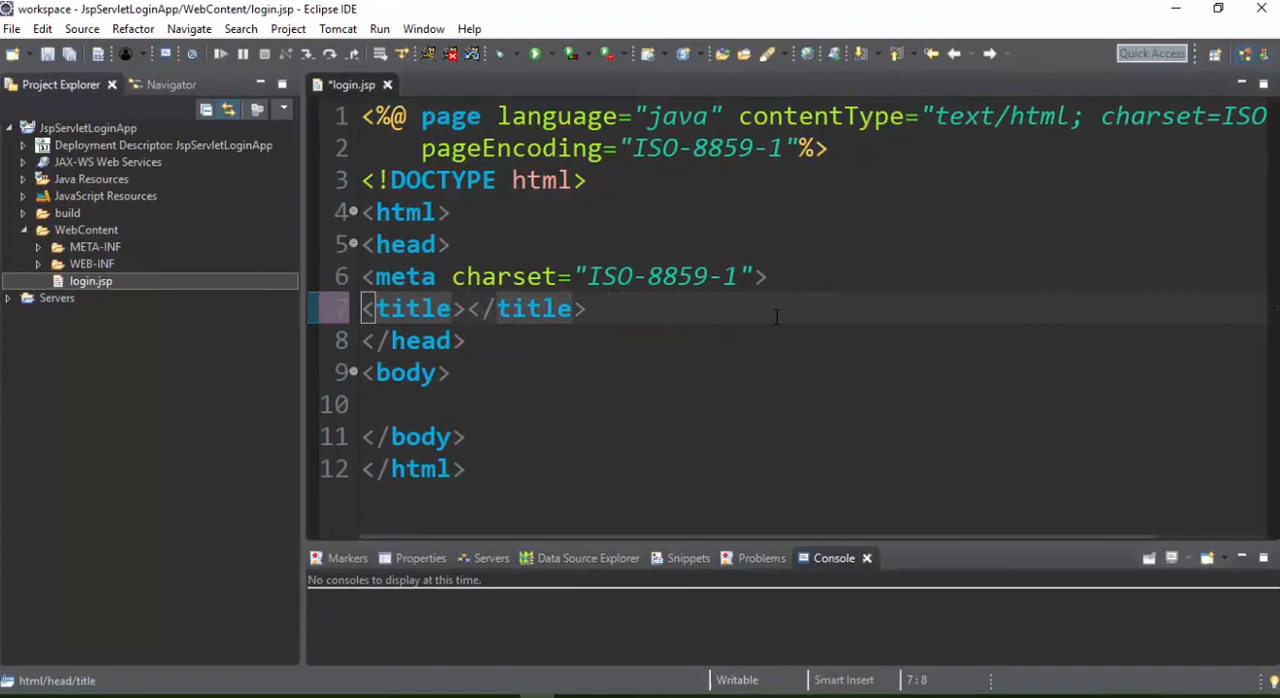 workspace - JspServletLoginApp/WebContent/login.jsp - Eclipse IDE
File Edit Source Refactor Navigate Search Project Tomcat Run Window Help
Quick Access
Project Explorer
Navigator
JspServletLoginApp
Deployment Descriptor: JspServletLoginApp
JAX-WS Web Services
Java Resources
JavaScript Resources
build
WebContent
META-INF
WEB-INF
login.jsp
Servers
*login.jsp
1 <%@ page language="java" contentType="text/html; charset=ISO
2 pageEncoding="ISO-8859-1"%>
3 <!DOCTYPE html>
4 <html>
5 <head>
6 <meta charset="ISO-8859-1">
7 <title></title>
8 </head>
9 <body>
10
11 </body>
12 </html>
Markers Properties Servers Data Source Explorer Snippets Problems Console
No consoles to display at this time.
html/head/title Writable Smart Insert 7:8